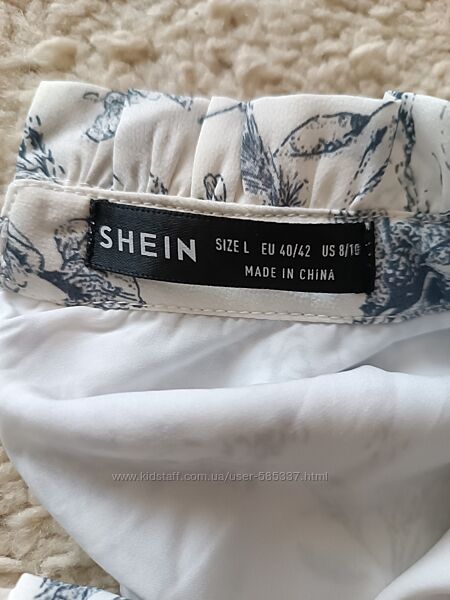 SHEIN SIZE L EU 40/42 US 8/10
MADE IN CHINA
www.kidstaff.com.ua/user-585337.html